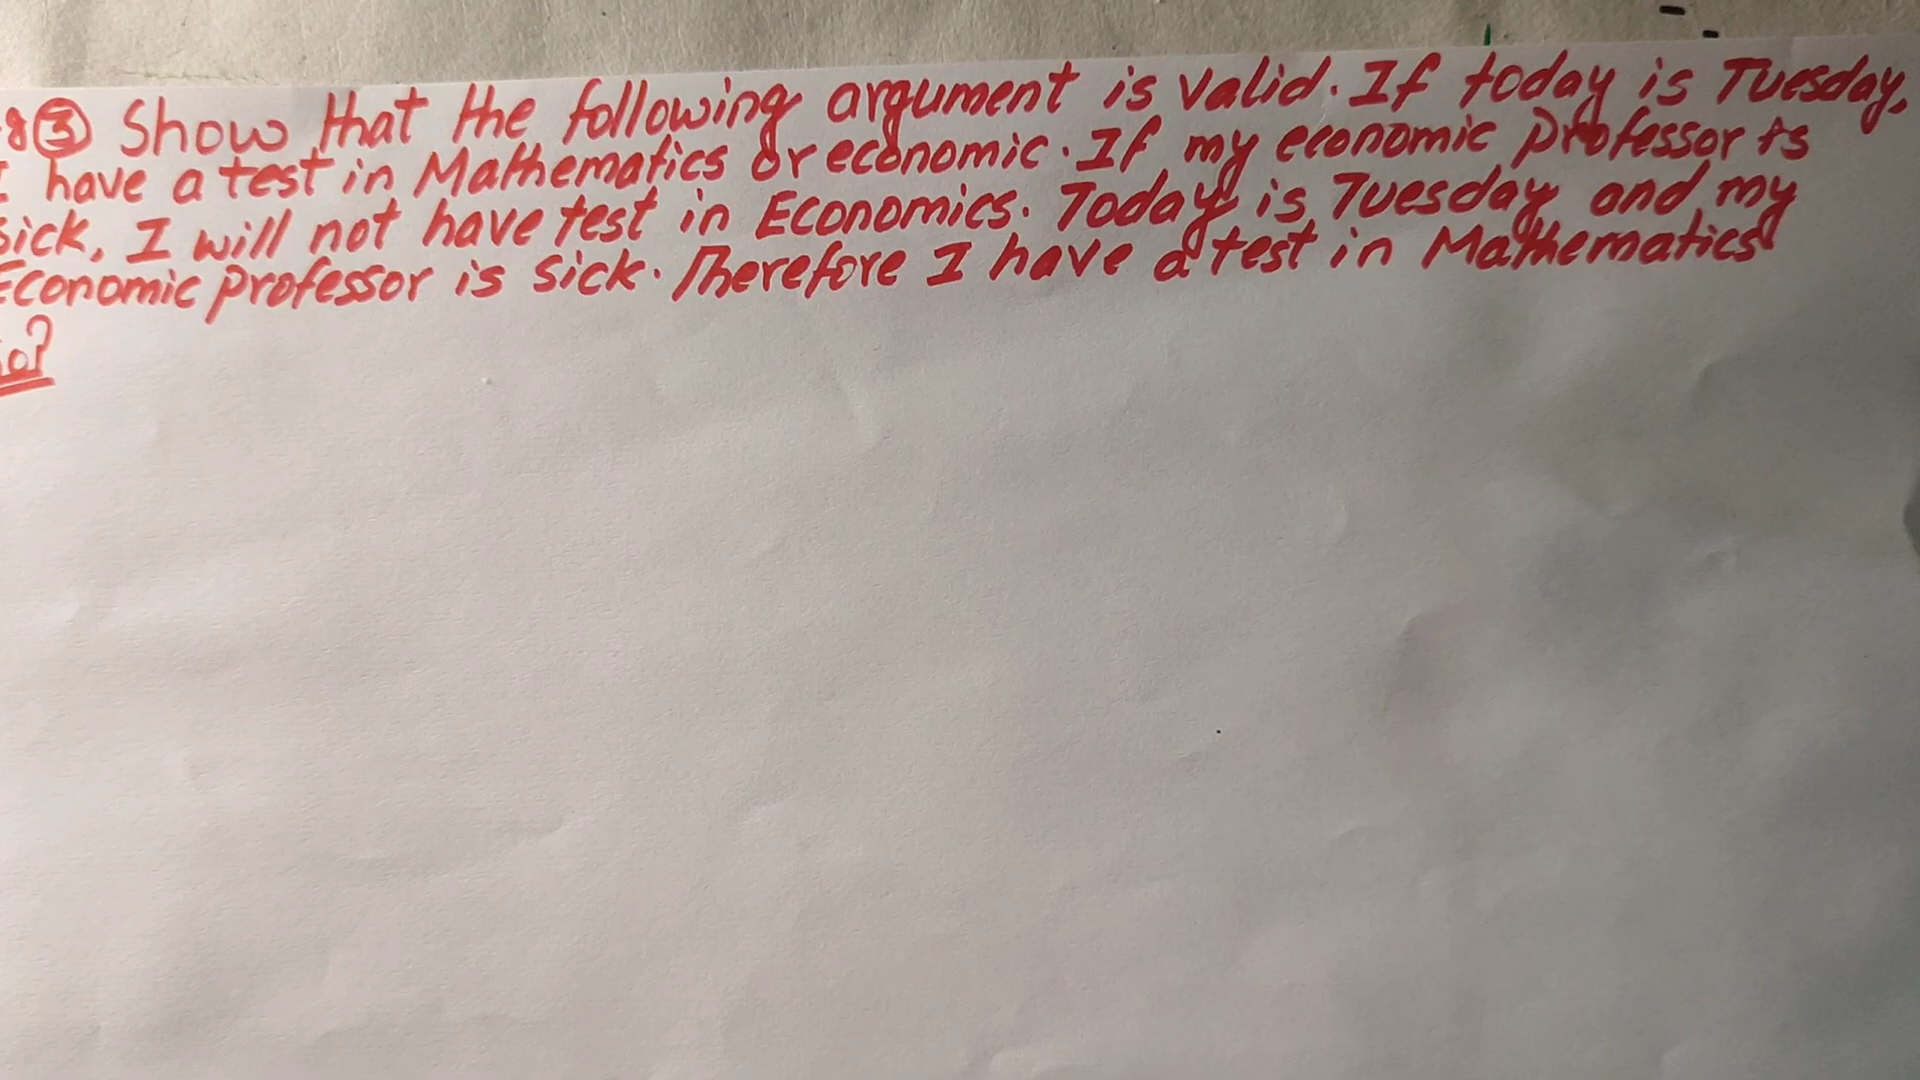 8 ③ Show that the following argument is valid. If today is Tuesday,
I have a test in Mathematics or economic. If my economic professor is
Sick, I will not have test in Economics. Today is Tuesday and my
Economic professor is sick. Therefore I have a test in Mathematics